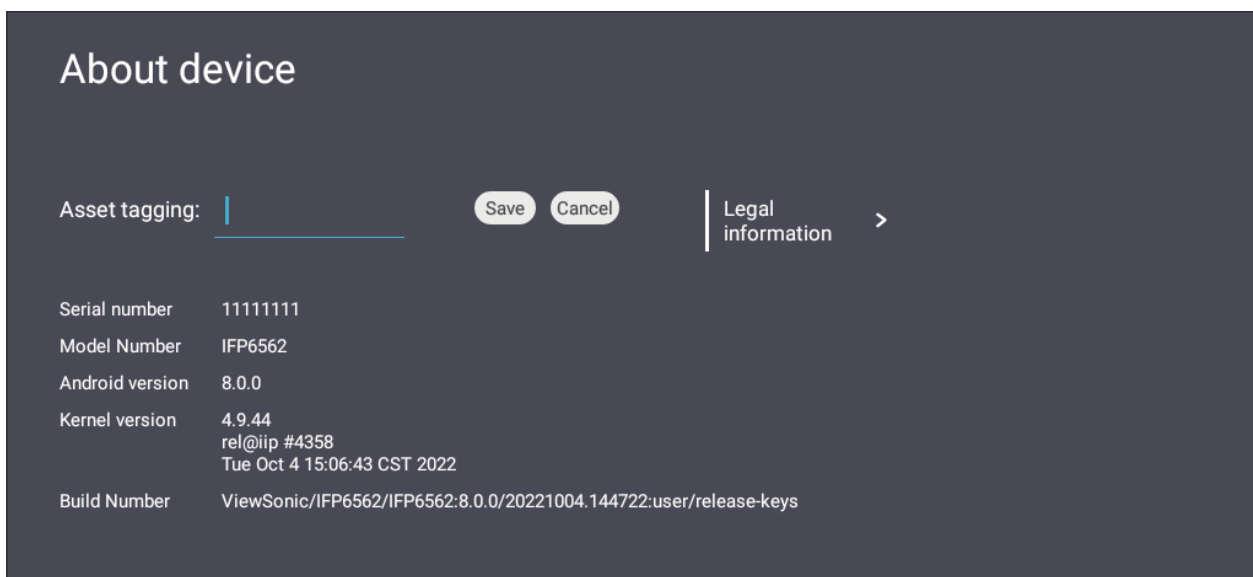 About device
Asset tagging:
Save
Cancel
Legal
information
Serial number 11111111
Model Number IFP6562
Android version 8.0.0
Kernel version 4.9.44
rel@iip #4358
Tue Oct 4 15:06:43 CST 2022
Build Number ViewSonic/IFP6562/IFP6562:8.0.0/20221004.144722:user/release-keys